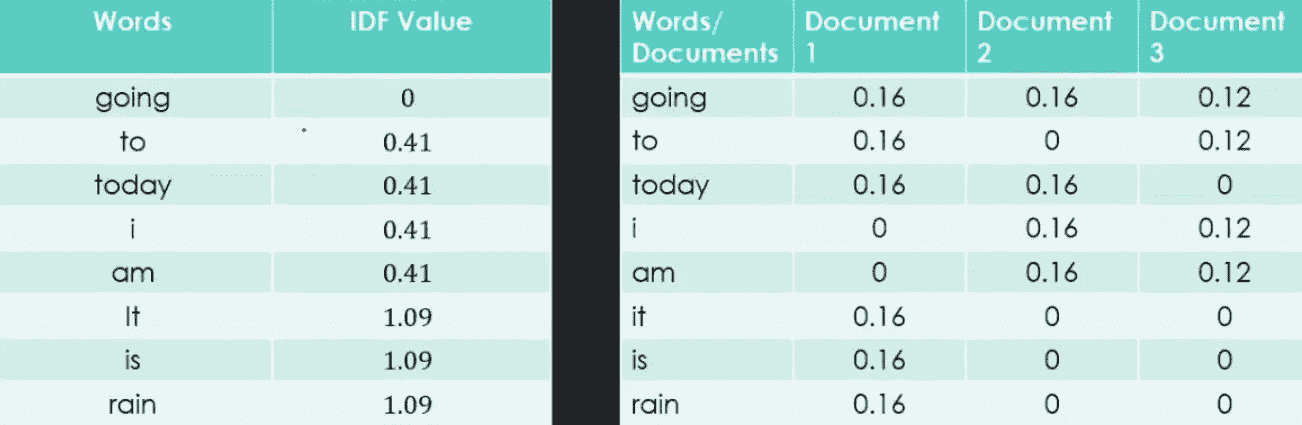 Words IDF Value
going 0
to 0.41
today 0.41
i 0.41
am 0.41
It 1.09
is 1.09
rain 1.09
Words/ Document Document Document
Documents 1 2 3
going 0.16 0.16 0.12
to 0.16 0 0.12
today 0.16 0.16 0
i 0 0.16 0.12
am 0 0.16 0.12
it 0.16 0 0
is 0.16 0 0
rain 0.16 0 0